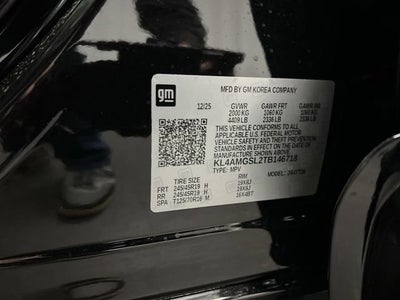 gm
MFD BY GM KOREA COMPANY
12/25 GVWR GAWR FRT GAWR RR
2000 KG 1060 KG 1060 KG
4409 LB 2336 LB 2336 LB
THIS VEHICLE CONFORMS TO ALL
APPLICABLE U.S. FEDERAL MOTOR
VEHICLE SAFETY AND THEFT PREVENTION
STANDARDS IN EFFECT ON THE DATE OF
MANUFACTURE SHOWN ABOVE.
KL4AMGSL2TB146718
TYPE: MPV MODEL:
TIRE SIZE RIM
FRT 245/45R19 H 19X8J
RR 245/45R19 H 19X8J
SPA T125/70R16 M 16X4BT